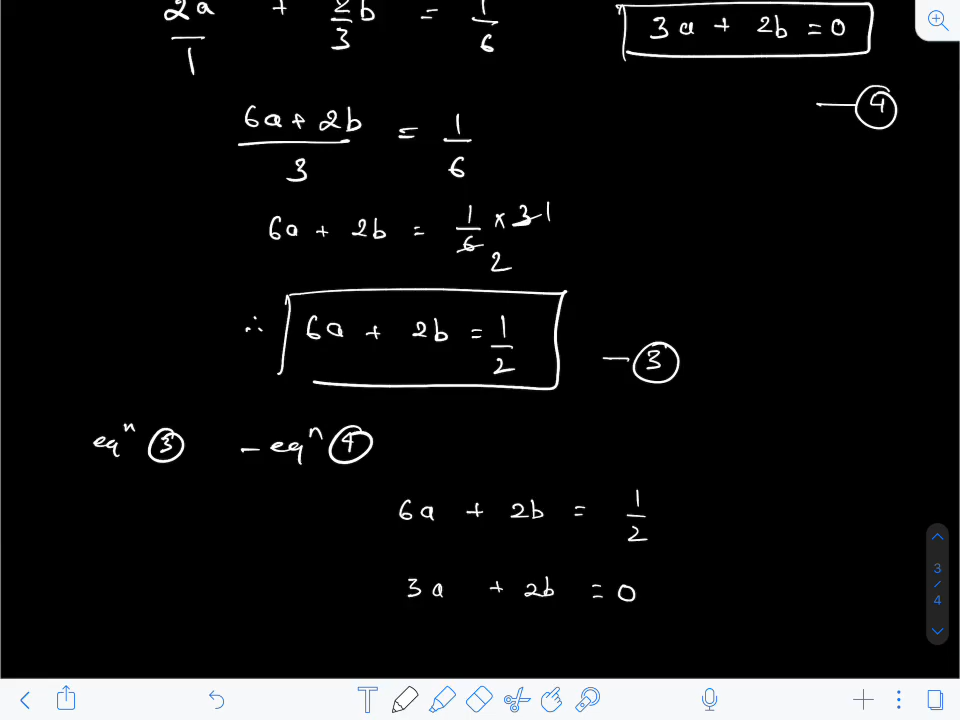 2a/1 + 2/3 b = 1/6
3a + 2b = 0
— 4
(6a + 2b)/3 = 1/6
6a + 2b = 1/6 × 3 1
2
∴ 6a + 2b = 1/2
— 3
eqⁿ 3 – eqⁿ 4
6a + 2b = 1/2
3a + 2b = 0
3 / 4
T